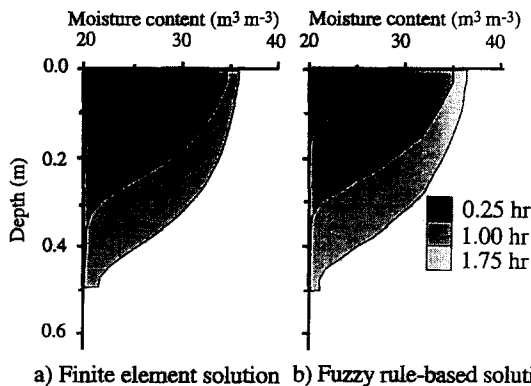 Moisture content (m³ m⁻³) Moisture content (m³ m⁻³)
20 30 40 20 30 40
0.0
0.2
0.4
0.6
Depth (m)
0.25 hr
1.00 hr
1.75 hr
a) Finite element solution b) Fuzzy rule-based soluti